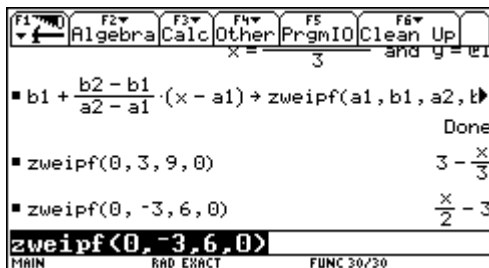 F1 F2 F3 F4 F5 F6
Algebra Calc Other PrgmIO Clean Up
x = 3 and y =
▪ b1 + (b2 − b1)/(a2 − a1) · (x − a1) → zweipf(a1, b1, a2,
Done
▪ zweipf(0, 3, 9, 0) 3 − x/3
▪ zweipf(0, ⁻3, 6, 0) x/2 − 3
zweipf(0,⁻3,6,0)
MAIN RAD EXACT FUNC 30/30